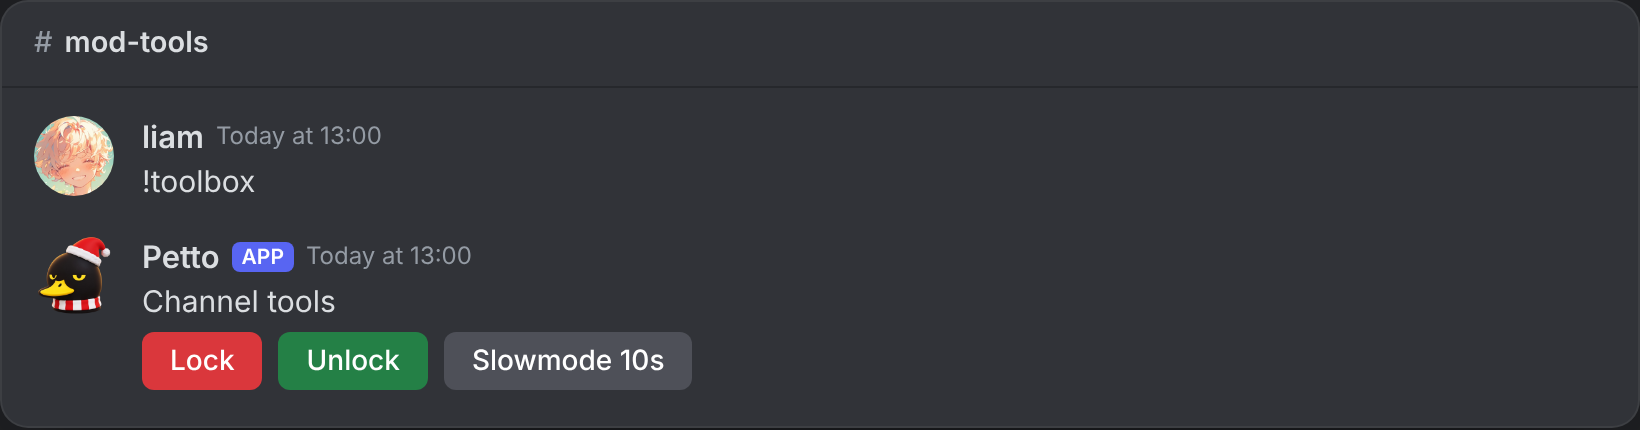 # mod-tools
liam Today at 13:00
!toolbox
Petto APP Today at 13:00
Channel tools
Lock Unlock Slowmode 10s